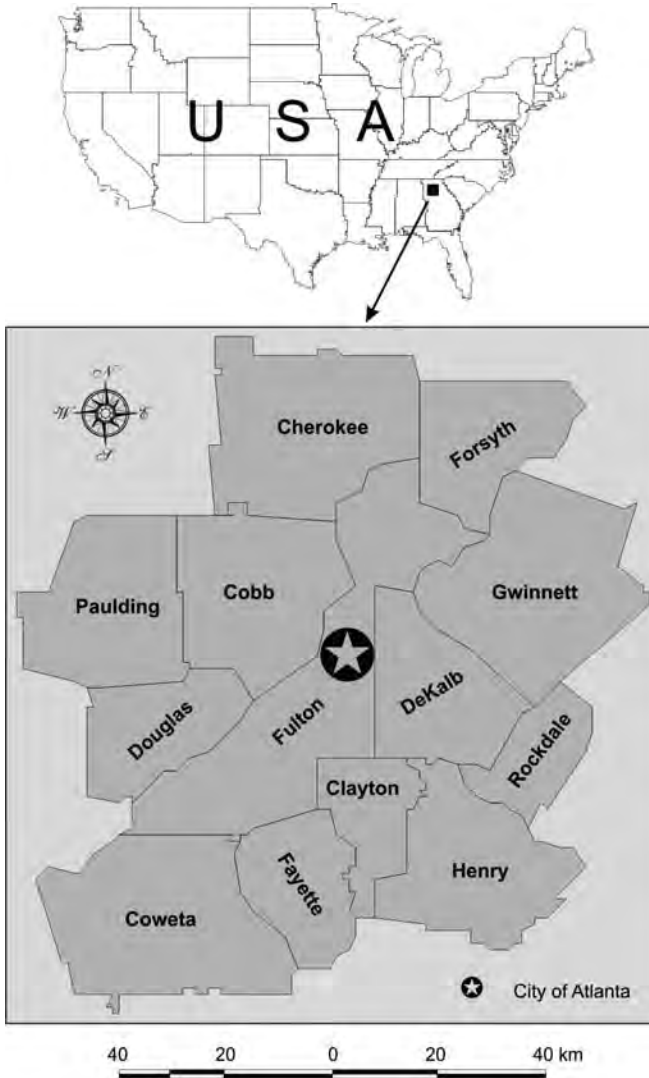 U S A
N
W E
S
Cherokee
Forsyth
Paulding
Cobb
Gwinnett
Douglas
Fulton
DeKalb
Rockdale
Clayton
Fayette
Henry
Coweta
City of Atlanta
40 20 0 20 40 km